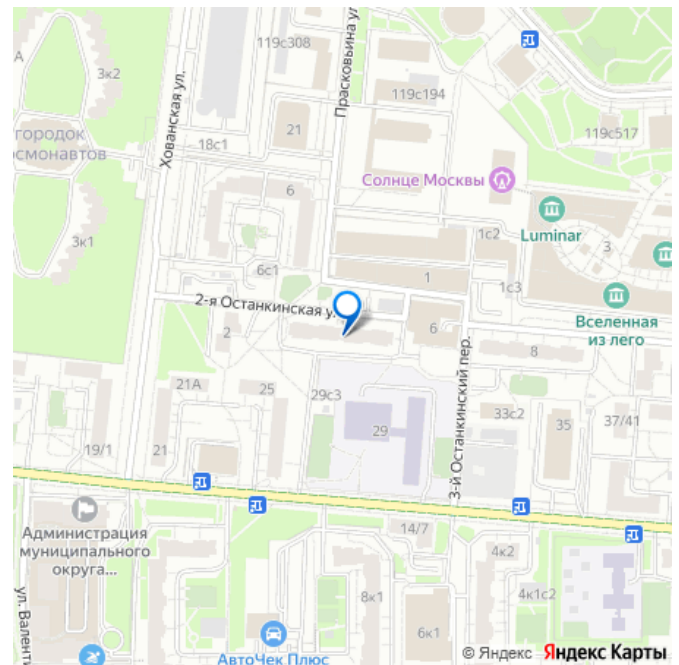 119с308
Прасковьина ул
3к2
119с194
Хованская ул.
городок
осмонавтов
18с1
21
119с517
Солнце Москвы
6
Luminar
3к1
1с2
3
6с1
1
1с3
2-я Останкинская у
Вселенная
из лего
2
6
8
21А
25
29с3
3-й Останкинский пер.
33с2
37/41
19/1
21
29
35
Администрация
муниципального
округа...
14/7
4к2
ул. Валенти
8к1
4к1с2
6к1
АвтоЧек Плюс
© Яндекс Яндекс Карты